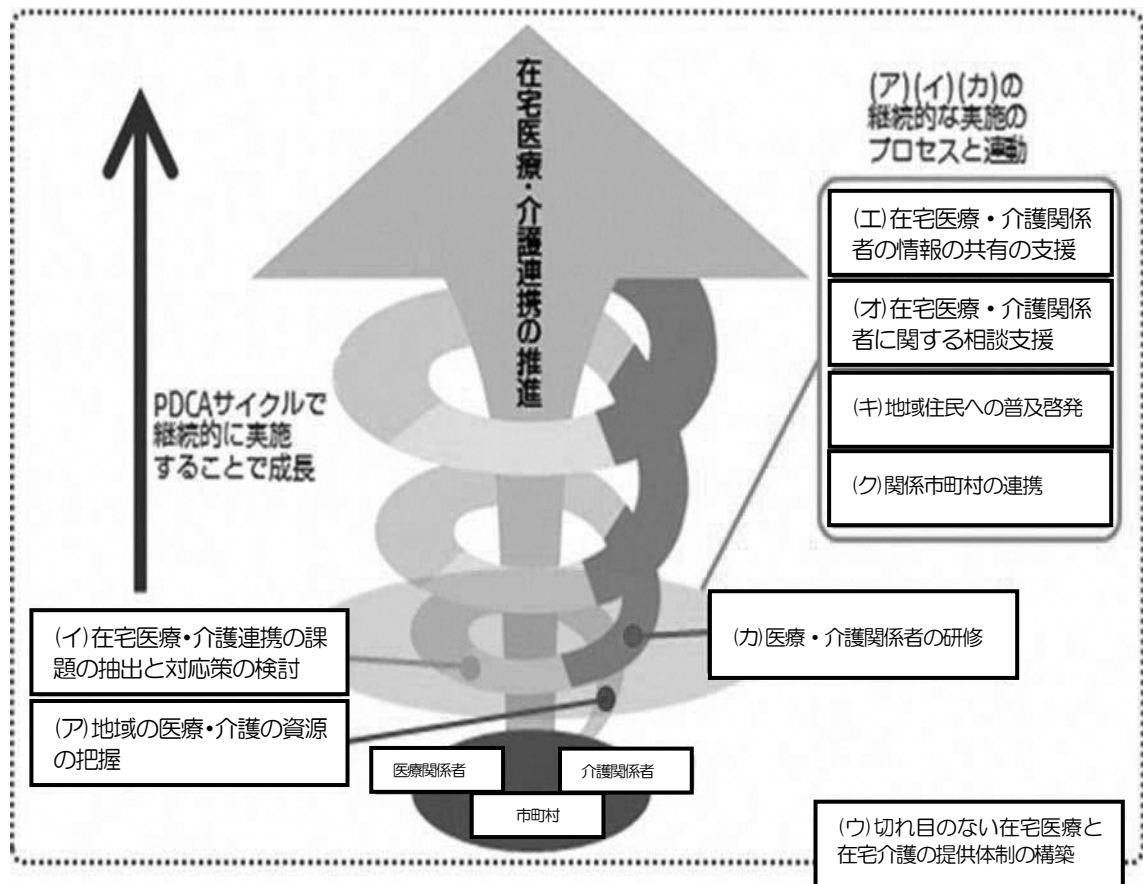 在宅医療・介護連携の推進
(ア)(イ)(カ)の
継続的な実施の
プロセスと連動
(エ)在宅医療・介護関係
者の情報の共有の支援
(オ)在宅医療・介護関係
者に関する相談支援
(キ)地域住民への普及啓発
(ク)関係市町村の連携
PDCAサイクルで
継続的に実施
することで成長
(イ)在宅医療・介護連携の課
題の抽出と対応策の検討
(カ)医療・介護関係者の研修
(ア)地域の医療・介護の資源
の把握
医療関係者
介護関係者
市町村
(ウ)切れ目のない在宅医療と
在宅介護の提供体制の構築